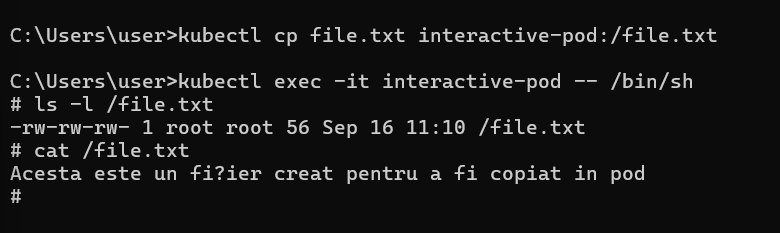 C:\Users\user>kubectl cp file.txt interactive-pod:/file.txt
C:\Users\user>kubectl exec -it interactive-pod -- /bin/sh
# ls -l /file.txt
-rw-rw-rw- 1 root root 56 Sep 16 11:10 /file.txt
# cat /file.txt
Acesta este un fi?ier creat pentru a fi copiat in pod
#